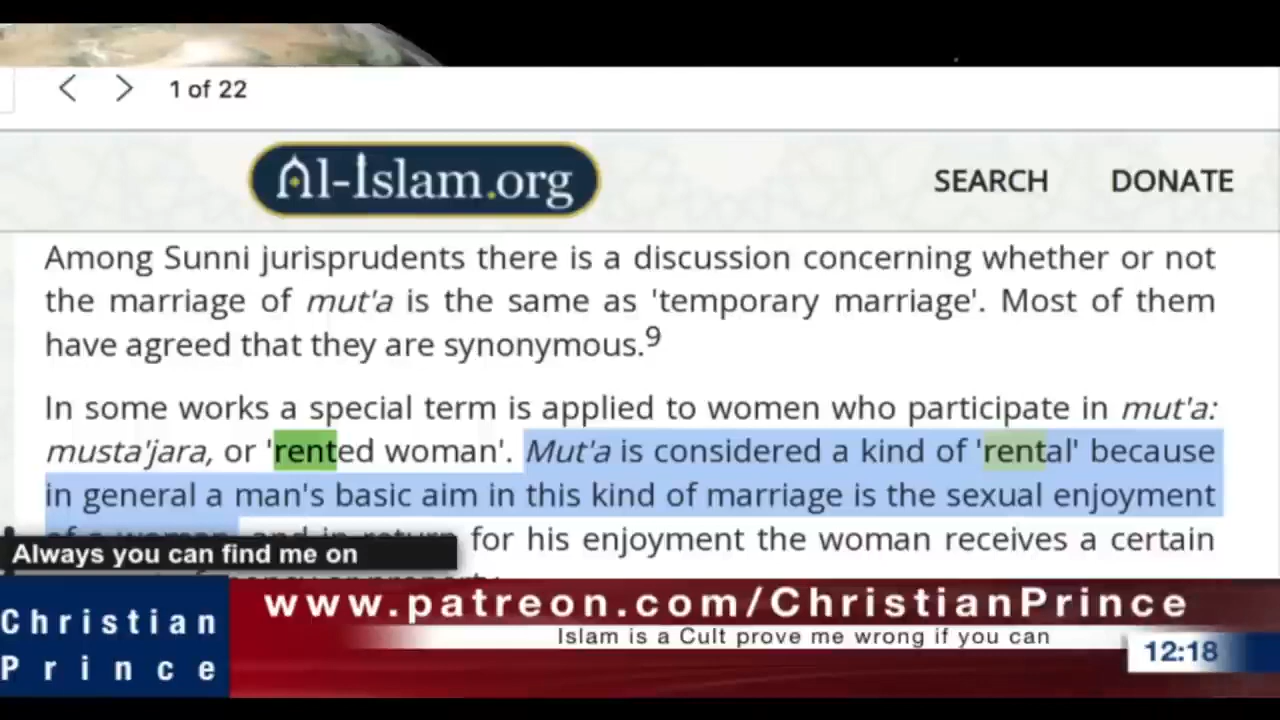 1 of 22
Al-Islam.org
SEARCH
DONATE
Among Sunni jurisprudents there is a discussion concerning whether or not
the marriage of mut'a is the same as 'temporary marriage'. Most of them
have agreed that they are synonymous.9
In some works a special term is applied to women who participate in mut'a:
musta'jara, or 'rented woman'. Mut'a is considered a kind of 'rental' because
in general a man's basic aim in this kind of marriage is the sexual enjoyment
of a woman, and in return for his enjoyment the woman receives a certain
Always you can find me on
www.patreon.com/ChristianPrince
Islam is a Cult prove me wrong if you can
Christian
Prince
12:18